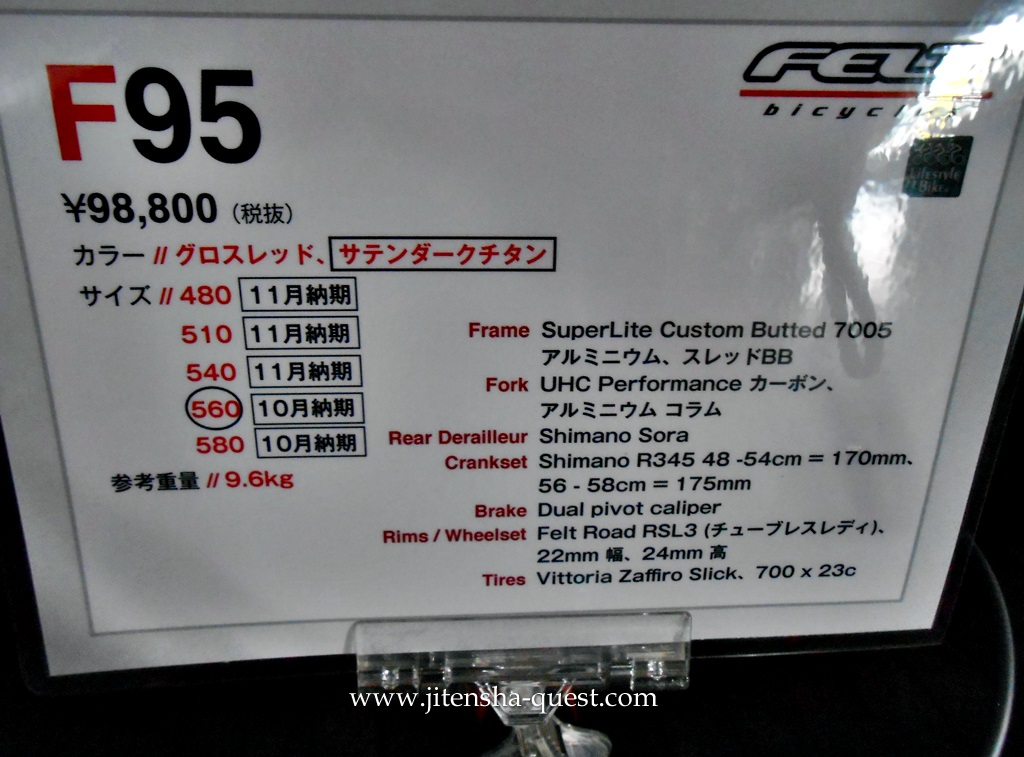 F95
FELT
bicycles
Lifestyle
Bike
¥98,800（税抜）
カラー // グロスレッド、サテンダークチタン
サイズ // 480 11月納期
510 11月納期
540 11月納期
560 10月納期
580 10月納期
参考重量 // 9.6kg
Frame SuperLite Custom Butted 7005
アルミニウム、スレッドBB
Fork UHC Performance カーボン、
アルミニウム コラム
Rear Derailleur Shimano Sora
Crankset Shimano R345 48 -54cm = 170mm、
56 - 58cm = 175mm
Brake Dual pivot caliper
Rims / Wheelset Felt Road RSL3 (チューブレスレディ)、
22mm 幅、24mm 高
Tires Vittoria Zaffiro Slick、700 x 23c
www.jitensha-quest.com